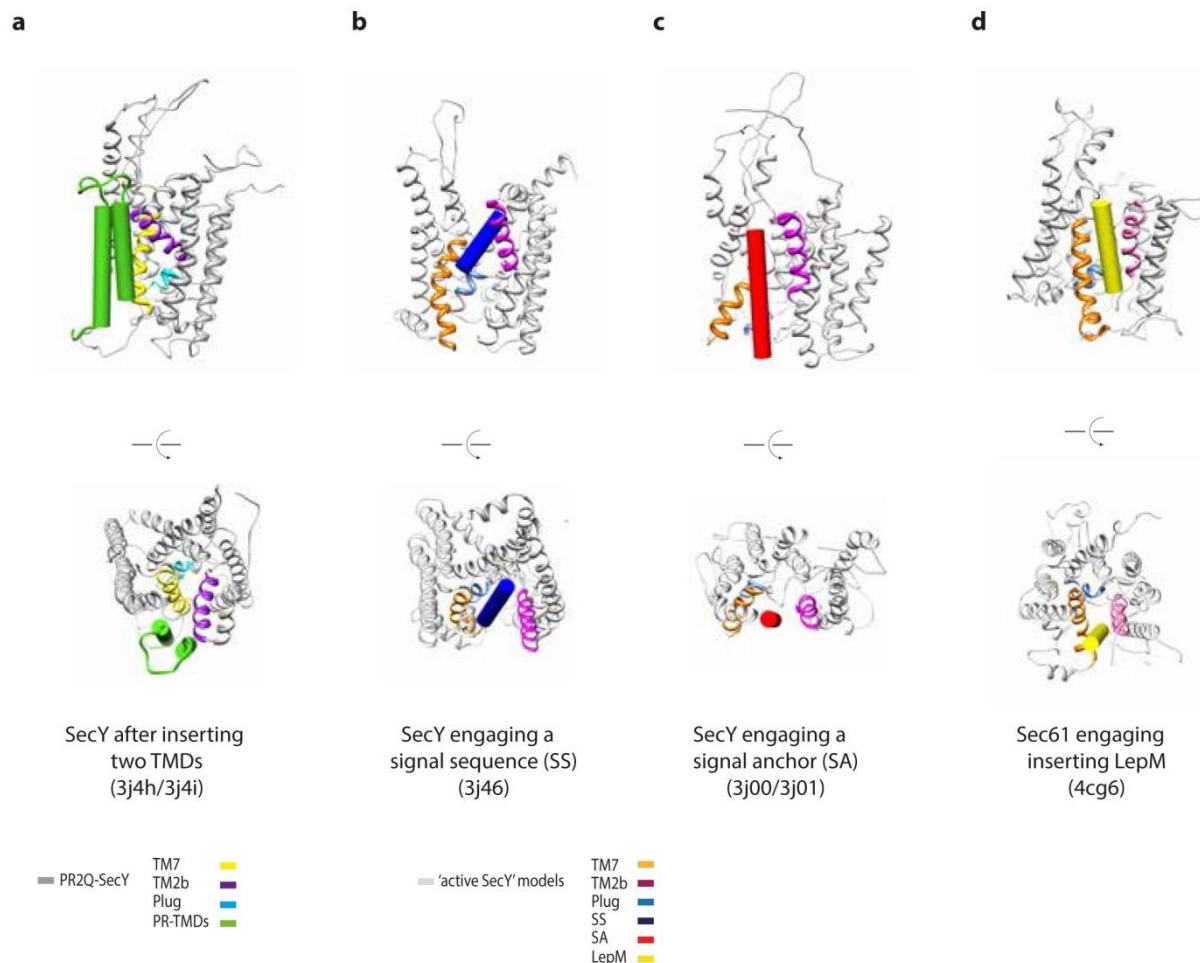 a
b
c
d
SecY after inserting
two TMDs
(3j4h/3j4i)
SecY engaging a
signal sequence (SS)
(3j46)
SecY engaging a
signal anchor (SA)
(3j00/3j01)
Sec61 engaging
inserting LepM
(4cg6)
PR2Q-SecY
TM7
TM2b
Plug
PR-TMDs
'active SecY' models
TM7
TM2b
Plug
SS
SA
LepM